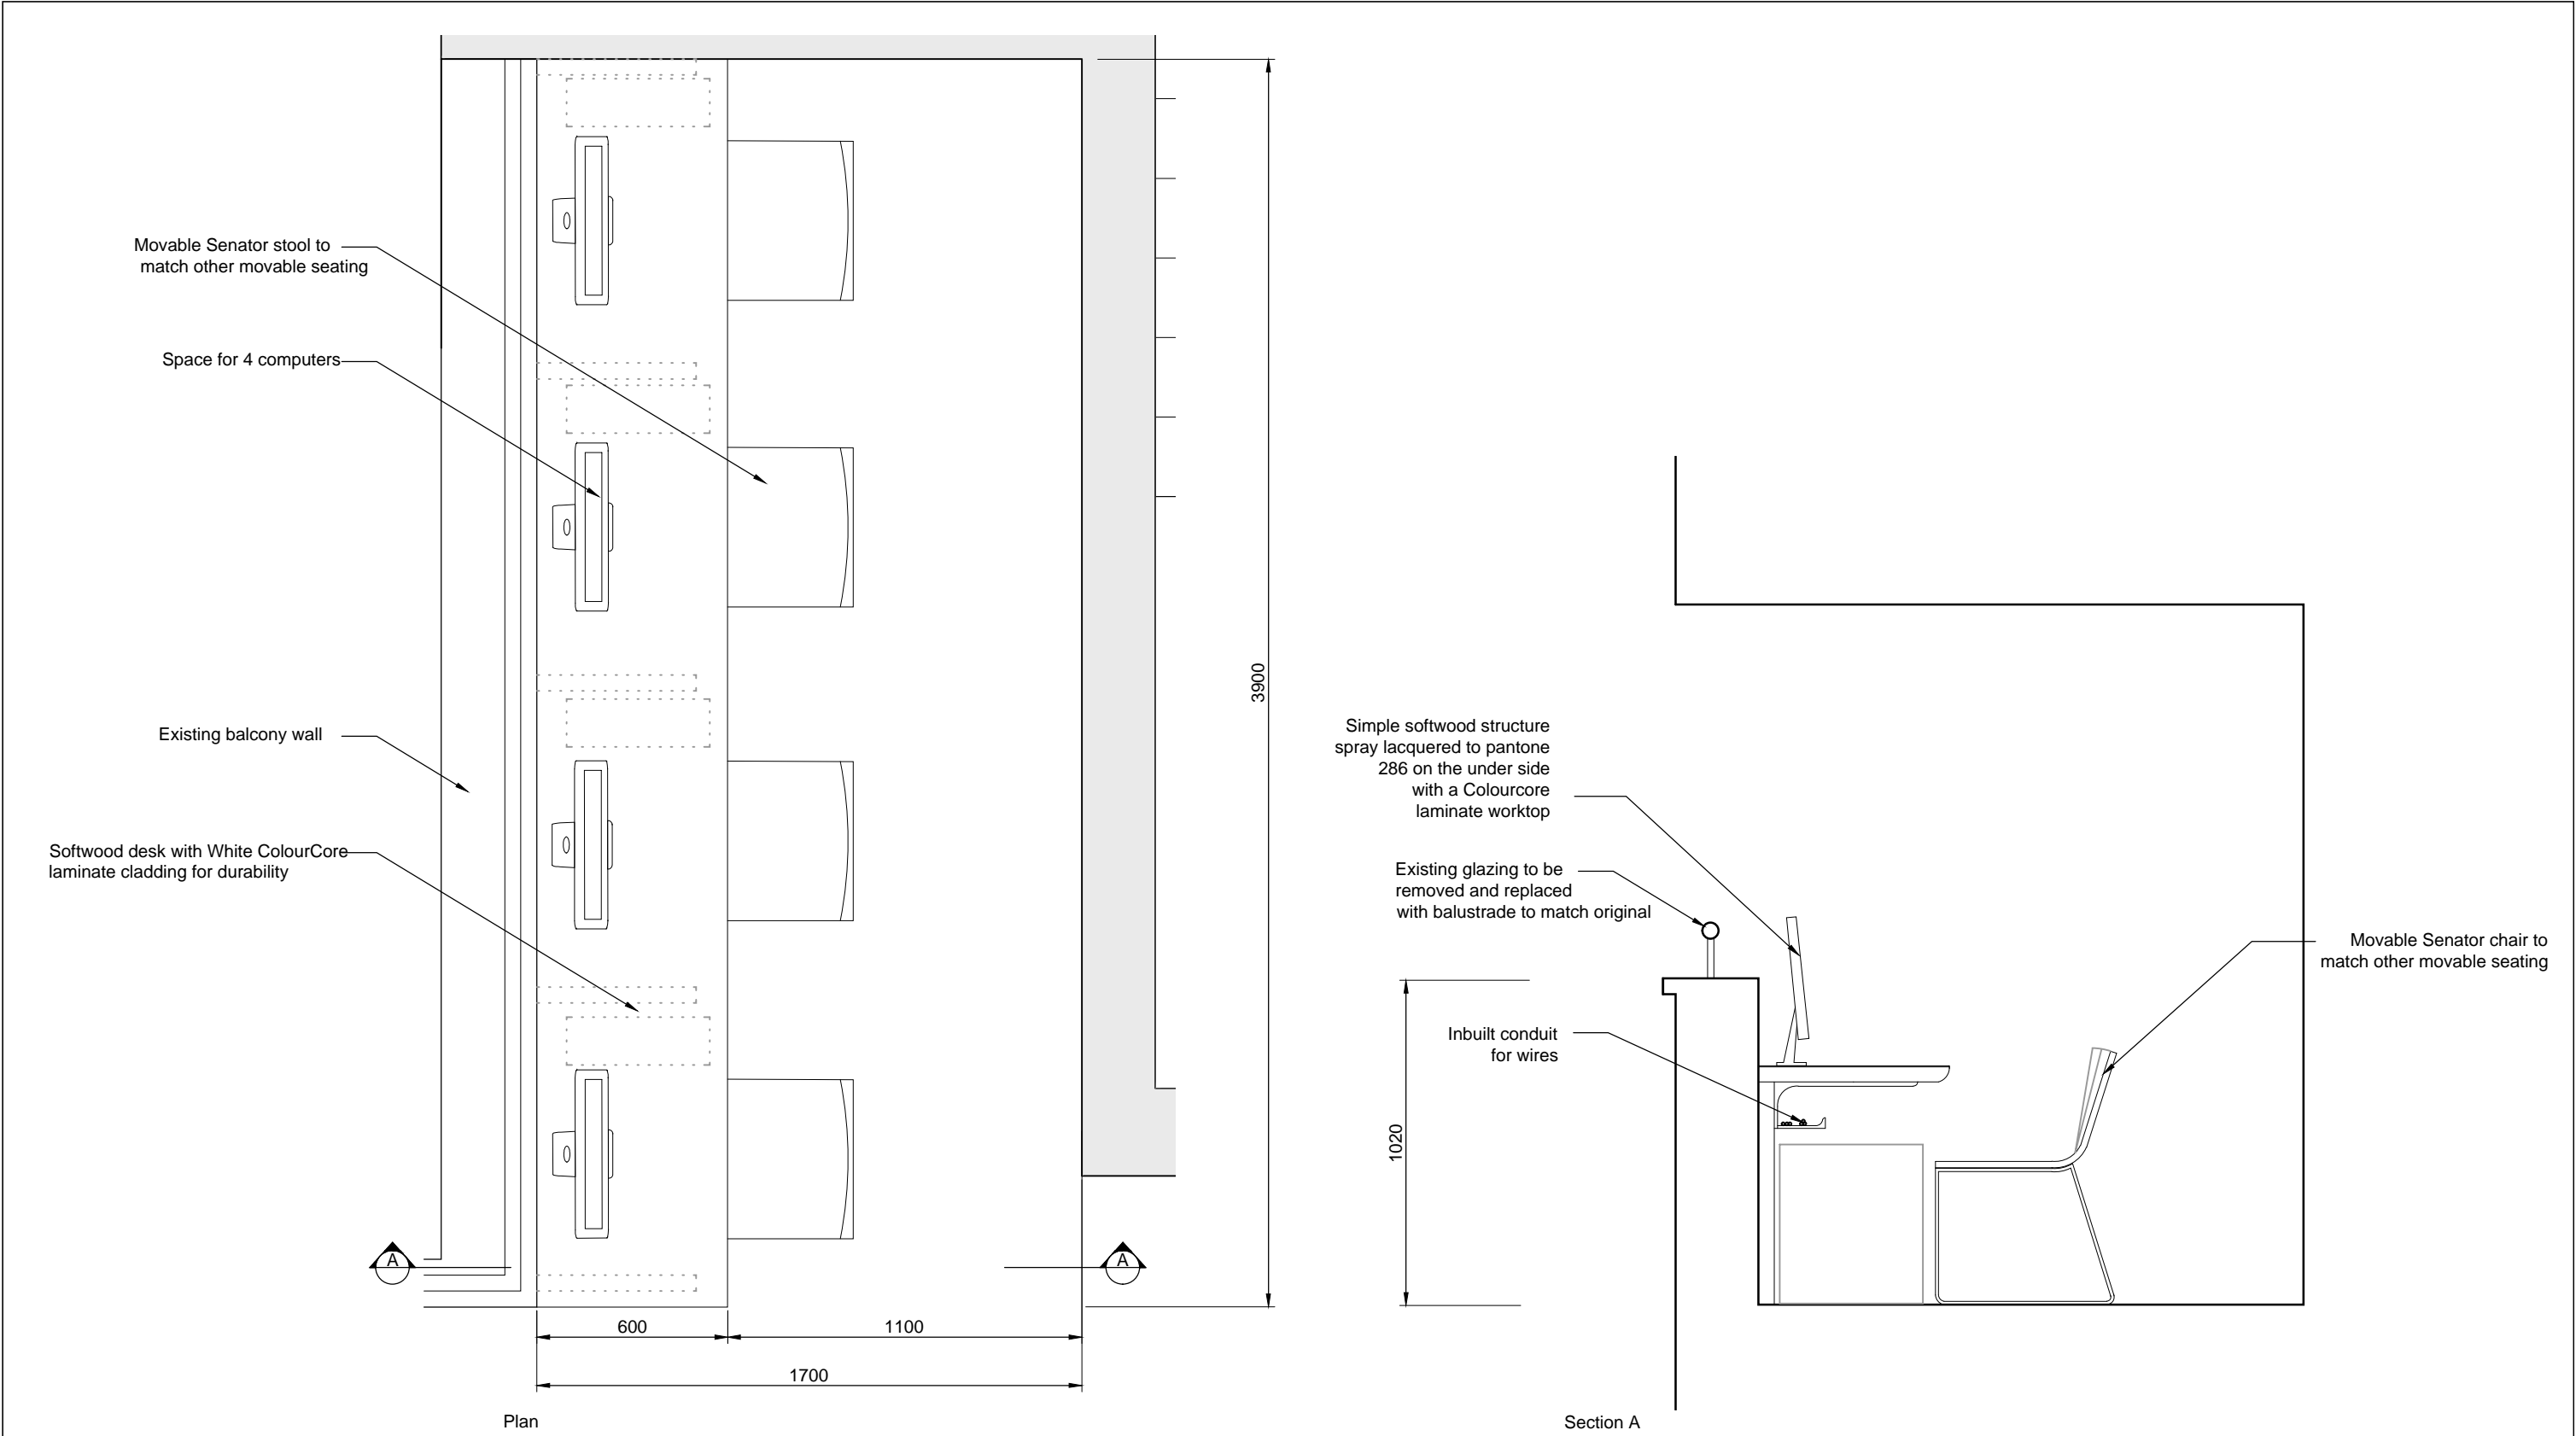 Movable Senator stool to
match other movable seating
Space for 4 computers
Existing balcony wall
Softwood desk with White ColourCore
laminate cladding for durability
A
A
3900
600
1100
1700
Plan
Simple softwood structure
spray lacquered to pantone
286 on the under side
with a Colourcore
laminate worktop
Existing glazing to be
removed and replaced
with balustrade to match original
Inbuilt conduit
for wires
1020
Movable Senator chair to
match other movable seating
Section A